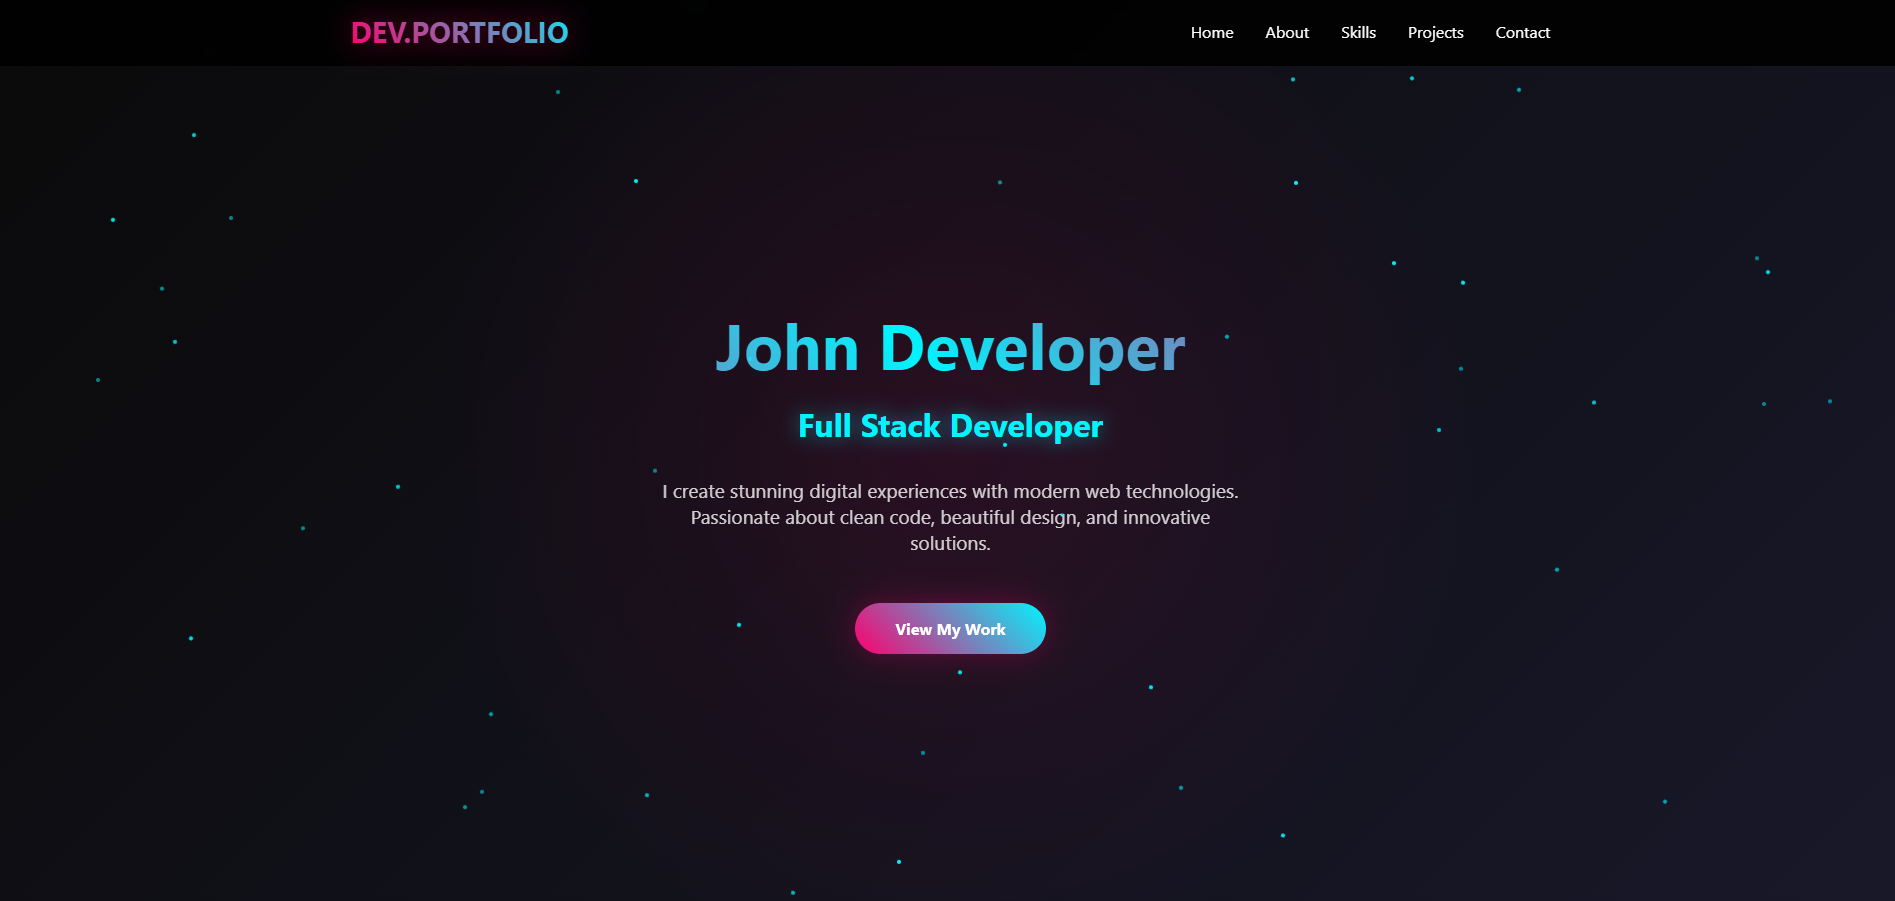 DEV.PORTFOLIO
Home About Skills Projects Contact
John Developer
Full Stack Developer
I create stunning digital experiences with modern web technologies.
Passionate about clean code, beautiful design, and innovative
solutions.
View My Work